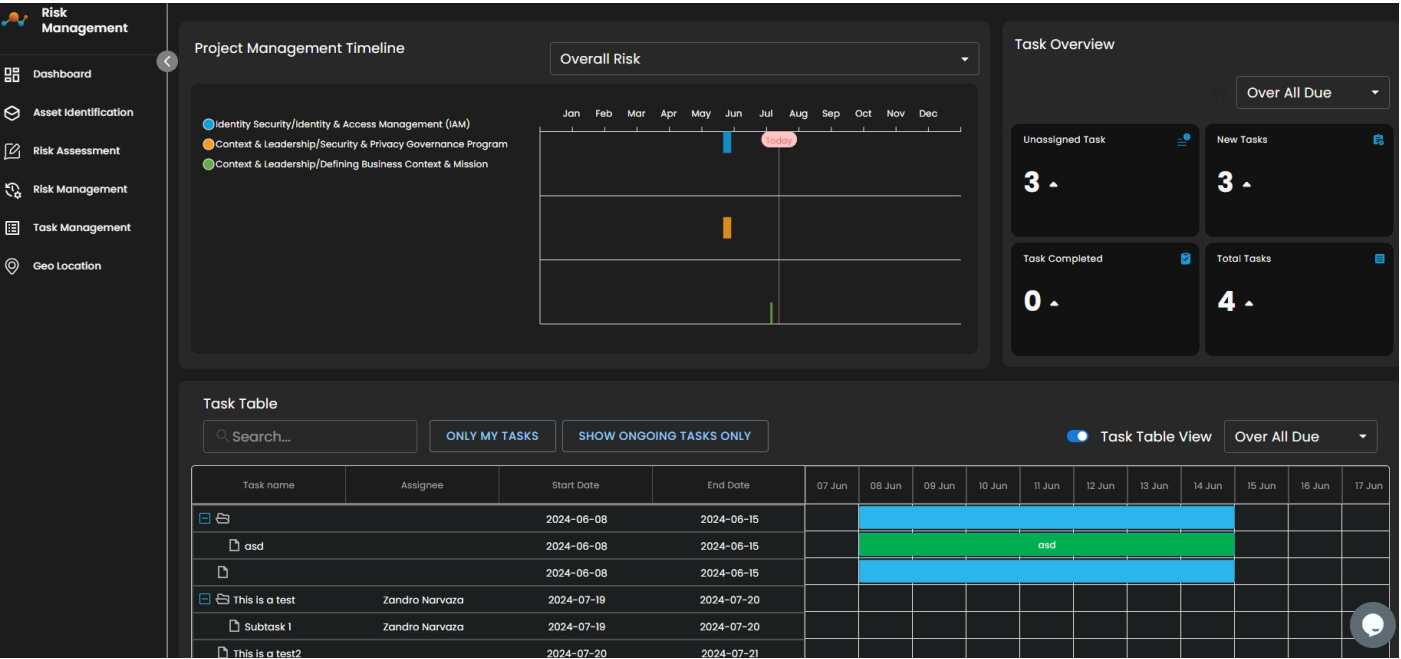 Risk
Management
Dashboard
Asset Identification
Risk Assessment
Risk Management
Task Management
Geo Location
Project Management Timeline
Overall Risk
Jan Feb Mar Apr May Jun Jul Aug Sep Oct Nov Dec
Identity Security/Identity & Access Management (IAM)
Context & Leadership/Security & Privacy Governance Program
Context & Leadership/Defining Business Context & Mission
Today
Task Overview
Over All Due
Unassigned Task
3
New Tasks
3
Task Completed
0
Total Tasks
4
Task Table
Search...
ONLY MY TASKS
SHOW ONGOING TASKS ONLY
Task Table View
Over All Due
Task name Assignee Start Date End Date 07 Jun 08 Jun 09 Jun 10 Jun 11 Jun 12 Jun 13 Jun 14 Jun 15 Jun 16 Jun 17 Jun
2024-06-08 2024-06-15
asd 2024-06-08 2024-06-15 asd
2024-06-08 2024-06-15
This is a test Zandro Narvaza 2024-07-19 2024-07-20
Subtask 1 Zandro Narvaza 2024-07-19 2024-07-20
This is a test2 2024-07-20 2024-07-21